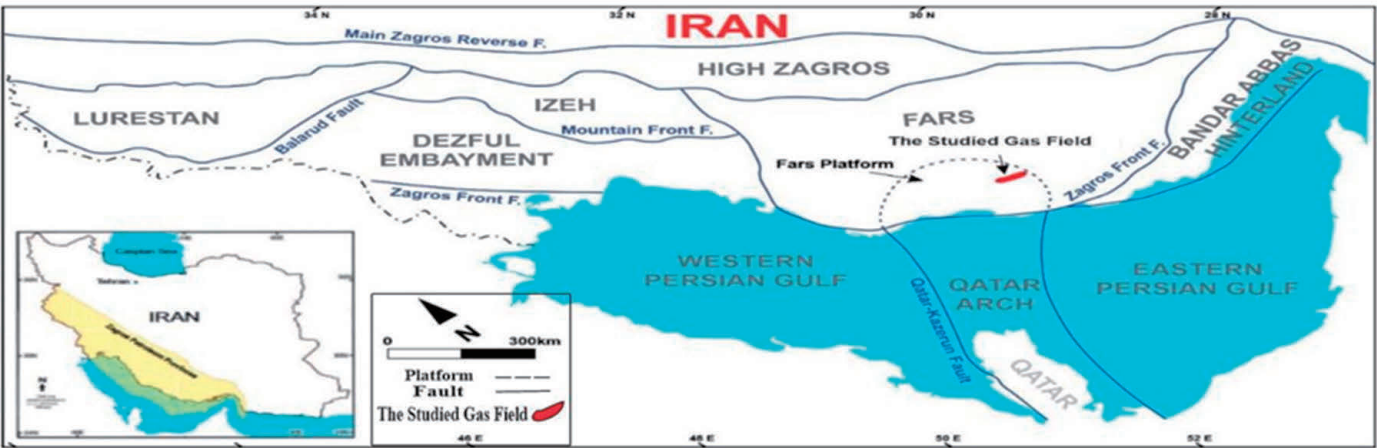 34 N
32 N
30 N
28 N
IRAN
Main Zagros Reverse F.
HIGH ZAGROS
LURESTAN
Balarud Fault
IZEH
Mountain Front F.
DEZFUL
EMBAYMENT
Zagros Front F.
FARS
The Studied Gas Field
Fars Platform
Zagros Front F.
BANDAR ABBAS
HINTERLAND
WESTERN
PERSIAN GULF
Qatar-Kazerun Fault
QATAR
ARCH
EASTERN
PERSIAN GULF
QATAR
Caspian Sea
Tehran
IRAN
N
N
0 300km
Platform
Fault
The Studied Gas Field
46 E
48 E
50 E
52 E